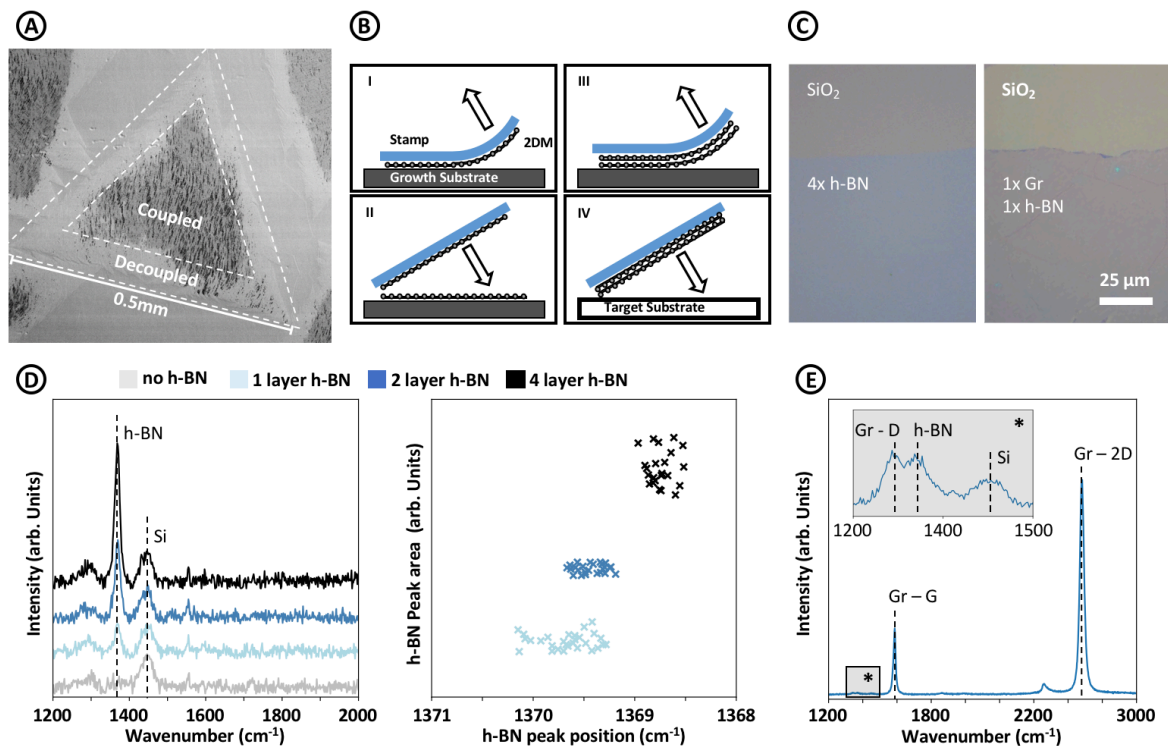 A
Coupled
Decoupled
0.5mm
B
I
Stamp
2DM
Growth Substrate
II
III
IV
Target Substrate
C
SiO2
4x h-BN
SiO2
1x Gr
1x h-BN
25 µm
D
no h-BN
1 layer h-BN
2 layer h-BN
4 layer h-BN
Intensity (arb. Units)
h-BN
Si
1200 1400 1600 1800 2000
Wavenumber (cm-1)
h-BN Peak area (arb. Units)
1371 1370 1369 1368
h-BN peak position (cm-1)
E
Intensity (arb. Units)
Gr - D
h-BN
*
Si
1200 1400 1500
Gr – 2D
Gr – G
*
1200 1800 2200 3000
Wavenumber (cm-1)